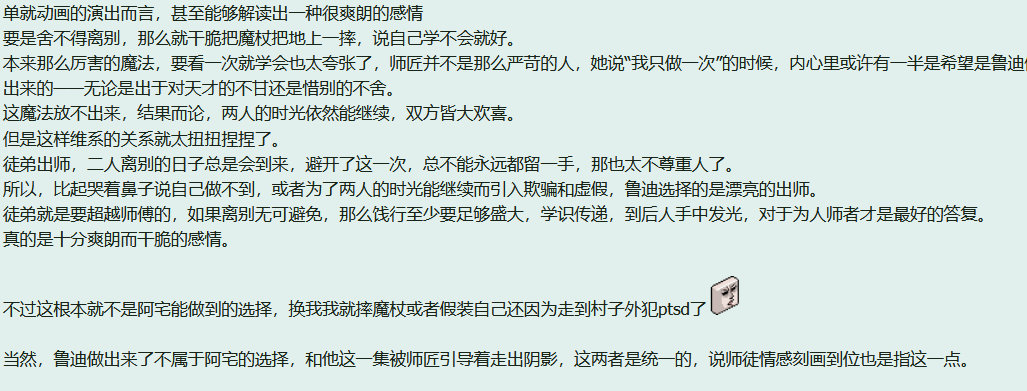 单就动画的演出而言，甚至能够解读出一种很爽朗的感情
要是舍不得离别，那么就干脆把魔杖把地上一摔，说自己学不会就好。
本来那么厉害的魔法，要看一次就学会也太夸张了，师匠并不是那么严苛的人，她说“我只做一次”的时候，内心里或许有一半是希望是鲁迪
出来的——无论是出于对天才的不甘还是惜别的不舍。
这魔法放不出来，结果而论，两人的时光依然能继续，双方皆大欢喜。
但是这样维系的关系就太扭扭捏捏了。
徒弟出师，二人离别的日子总是会到来，避开了这一次，总不能永远都留一手，那也太不尊重人了。
所以，比起哭着鼻子说自己做不到，或者为了两人的时光能继续而引入欺骗和虚假，鲁迪选择的是漂亮的出师。
徒弟就是要超越师傅的，如果离别无可避免，那么饯行至少要足够盛大，学识传递，到后人手中发光，对于为人师者才是最好的答复。
真的是十分爽朗而干脆的感情。
不过这根本就不是阿宅能做到的选择，换我我就摔魔杖或者假装自己还因为走到村子外犯ptsd了
当然，鲁迪做出来了不属于阿宅的选择，和他这一集被师匠引导着走出阴影，这两者是统一的，说师徒情感刻画到位也是指这一点。